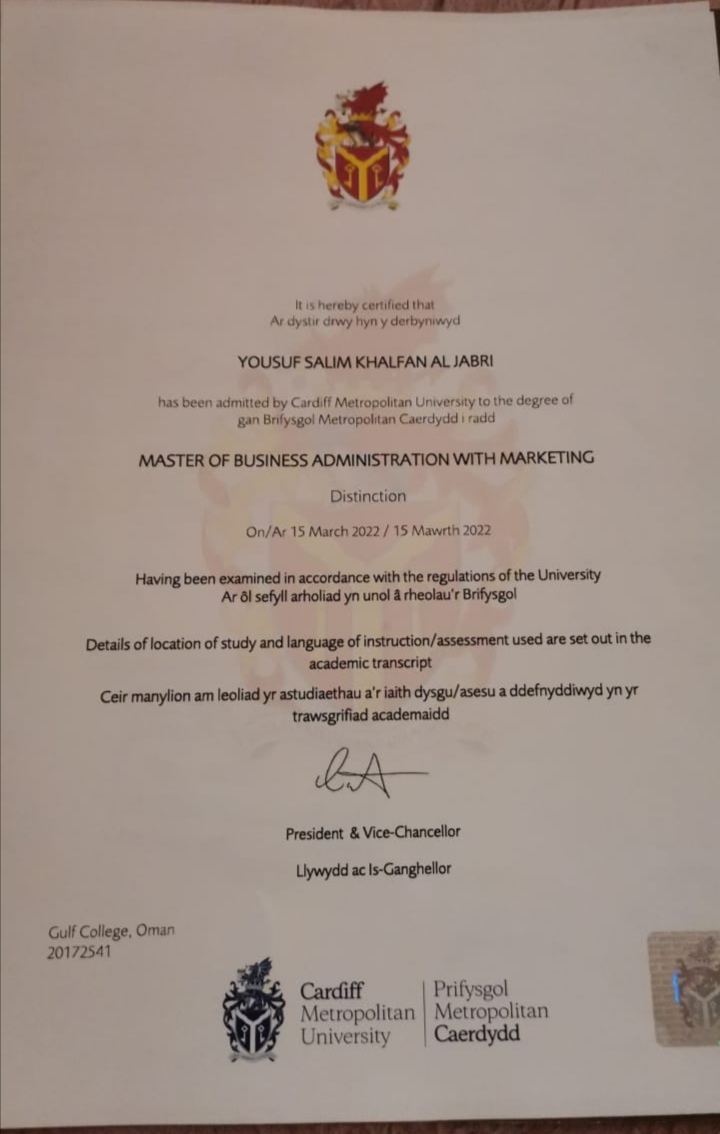 It is hereby certified that
Ar dystir drwy hyn y derbyniwyd
YOUSUF SALIM KHALFAN AL JABRI
has been admitted by Cardiff Metropolitan University to the degree of
gan Brifysgol Metropolitan Caerdydd i radd
MASTER OF BUSINESS ADMINISTRATION WITH MARKETING
Distinction
On/Ar 15 March 2022 / 15 Mawrth 2022
Having been examined in accordance with the regulations of the University
Ar ôl sefyll arholiad yn unol â rheolau'r Brifysgol
Details of location of study and language of instruction/assessment used are set out in the
academic transcript
Ceir manylion am leoliad yr astudiaethau a'r iaith dysgu/asesu a ddefnyddiwyd yn yr
trawsgrifiad academaidd
President & Vice-Chancellor
Llywydd ac Is-Ganghellor
Gulf College, Oman
20172541
Cardiff
Metropolitan
University
Prifysgol
Metropolitan
Caerdydd